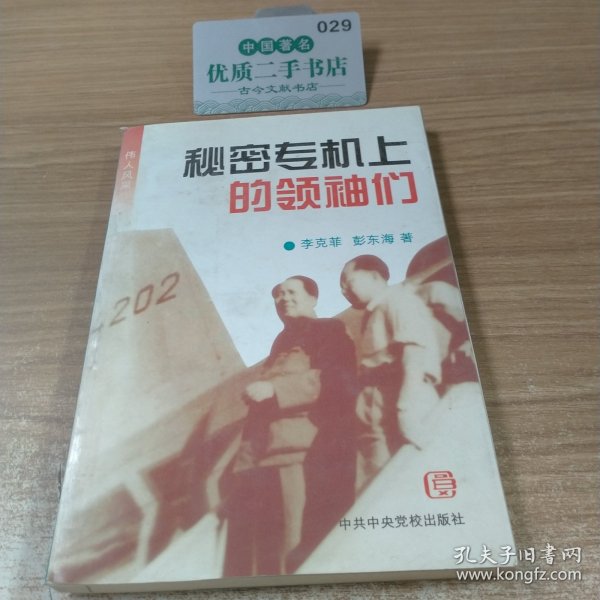 029
中国著名
优质二手书店
古今文献书店
伟人风采
秘密专机上
的领袖们
李克菲 彭东海 著
202
中共中央党校出版社
孔夫子旧书网
www.kongfz.com